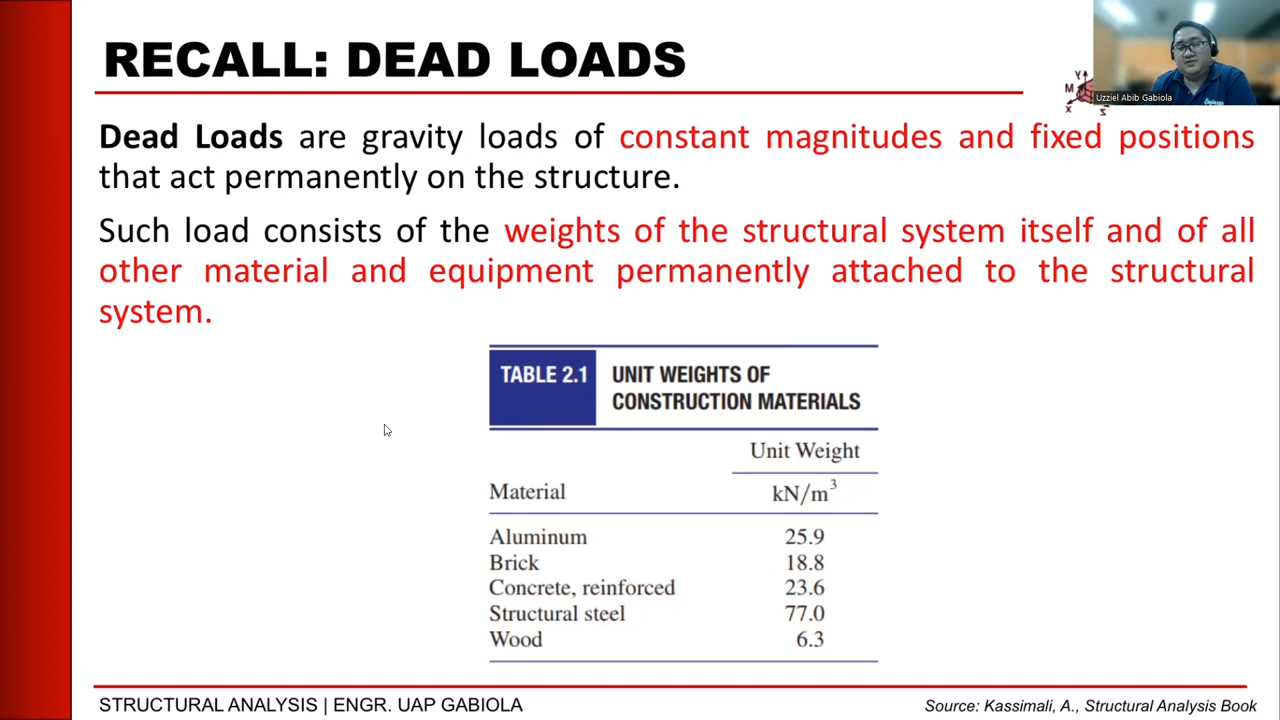 RECALL: DEAD LOADS
Y
M
X
Z
Uzziel Abib Gabiola
Dead Loads are gravity loads of constant magnitudes and fixed positions
that act permanently on the structure.
Such load consists of the weights of the structural system itself and of all
other material and equipment permanently attached to the structural
system.
TABLE 2.1 UNIT WEIGHTS OF
CONSTRUCTION MATERIALS
Unit Weight
Material kN/m³
Aluminum 25.9
Brick 18.8
Concrete, reinforced 23.6
Structural steel 77.0
Wood 6.3
STRUCTURAL ANALYSIS | ENGR. UAP GABIOLA
Source: Kassimali, A., Structural Analysis Book